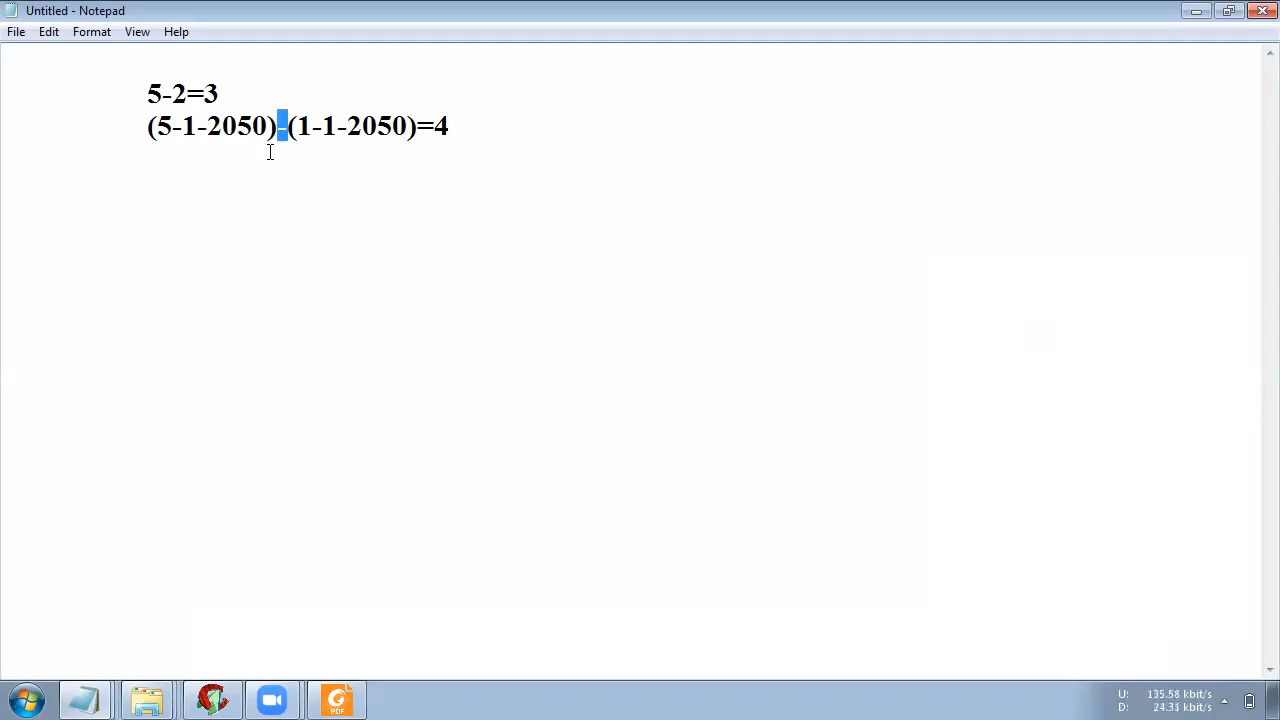 Untitled - Notepad
File Edit Format View Help
5-2=3
(5-1-2050)-(1-1-2050)=4
PDF
U: 135.58 kbit/s
D: 24.31 kbit/s